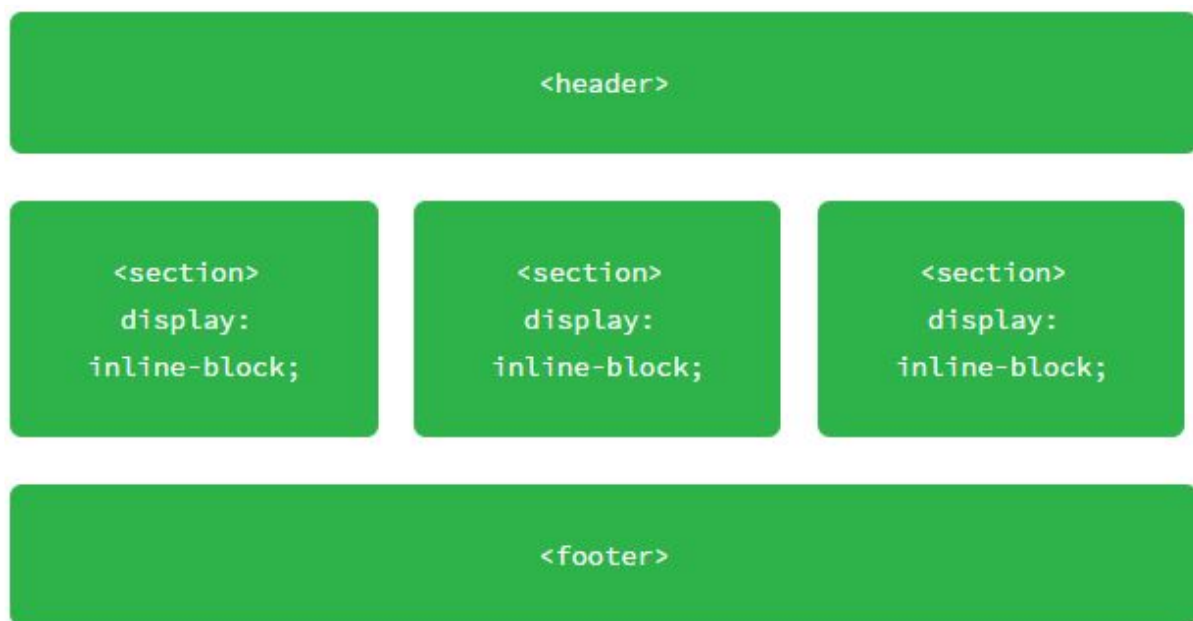 <header>
<section>
display:
inline-block;
<section>
display:
inline-block;
<section>
display:
inline-block;
<footer>